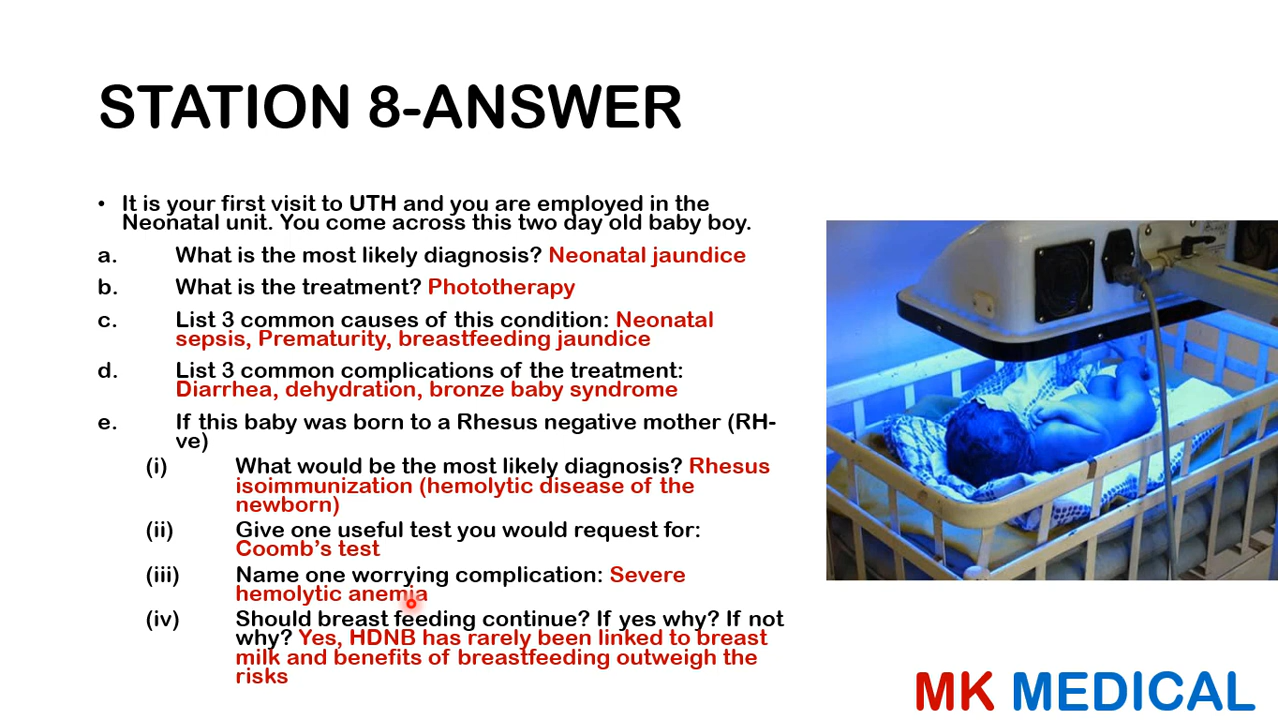 STATION 8-ANSWER
• It is your first visit to UTH and you are employed in the
Neonatal unit. You come across this two day old baby boy.
a. What is the most likely diagnosis? Neonatal jaundice
b. What is the treatment? Phototherapy
c. List 3 common causes of this condition: Neonatal
sepsis, Prematurity, breastfeeding jaundice
d. List 3 common complications of the treatment:
Diarrhea, dehydration, bronze baby syndrome
e. If this baby was born to a Rhesus negative mother (RH-
ve)
(i) What would be the most likely diagnosis? Rhesus
isoimmunization (hemolytic disease of the
newborn)
(ii) Give one useful test you would request for:
Coomb's test
(iii) Name one worrying complication: Severe
hemolytic anemia
(iv) Should breast feeding continue? If yes why? If not
why? Yes, HDNB has rarely been linked to breast
milk and benefits of breastfeeding outweigh the
risks
MK MEDICAL